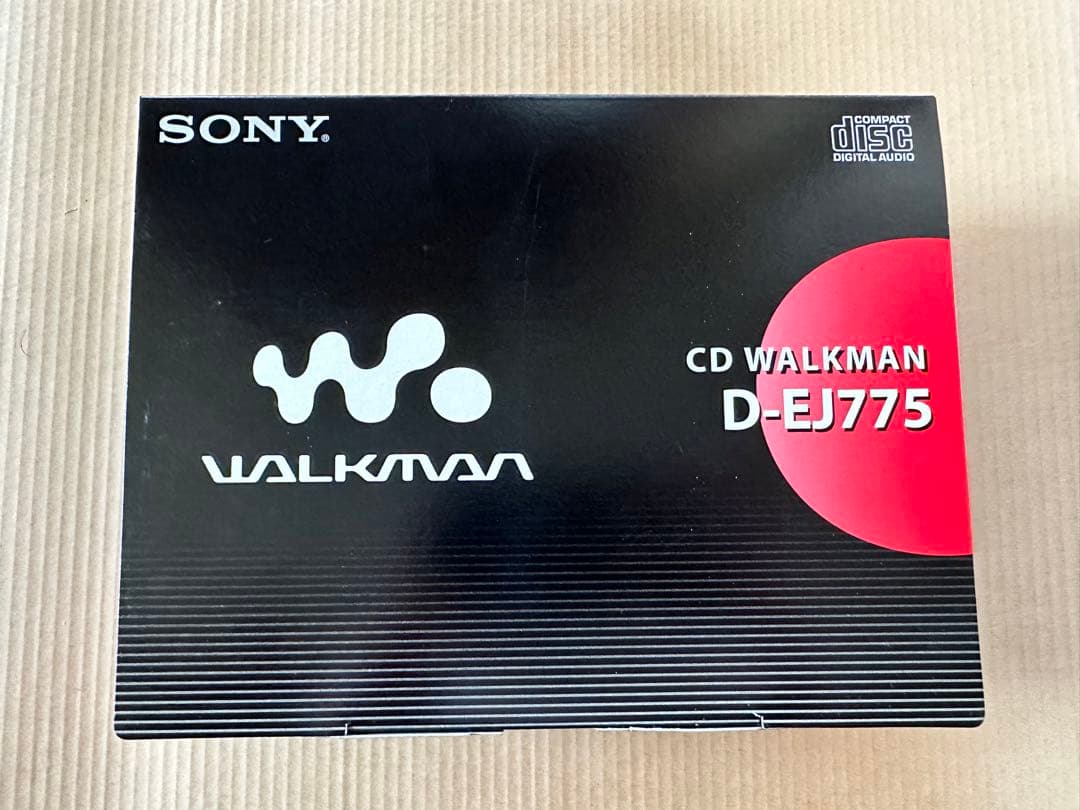 SONY®
COMPACT
disc
DIGITAL AUDIO
CD WALKMAN
D-EJ775
WALKMAN